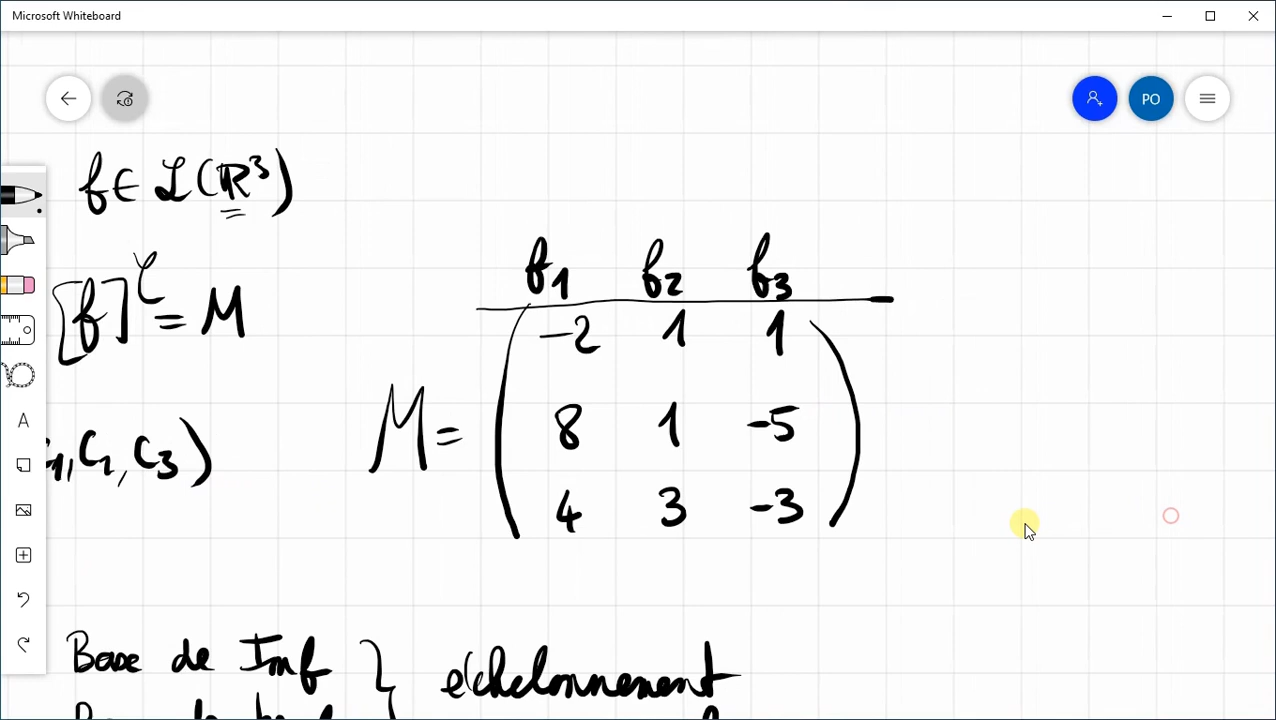 Microsoft Whiteboard
PO
f ∈ ℒ(ℝ³)
[f]^ℰ = M
, C₂, C₃)
f₁ f₂ f₃
M = ( -2 1 1
8 1 -5
4 3 -3 )
A
Base de Imf } échelonnement